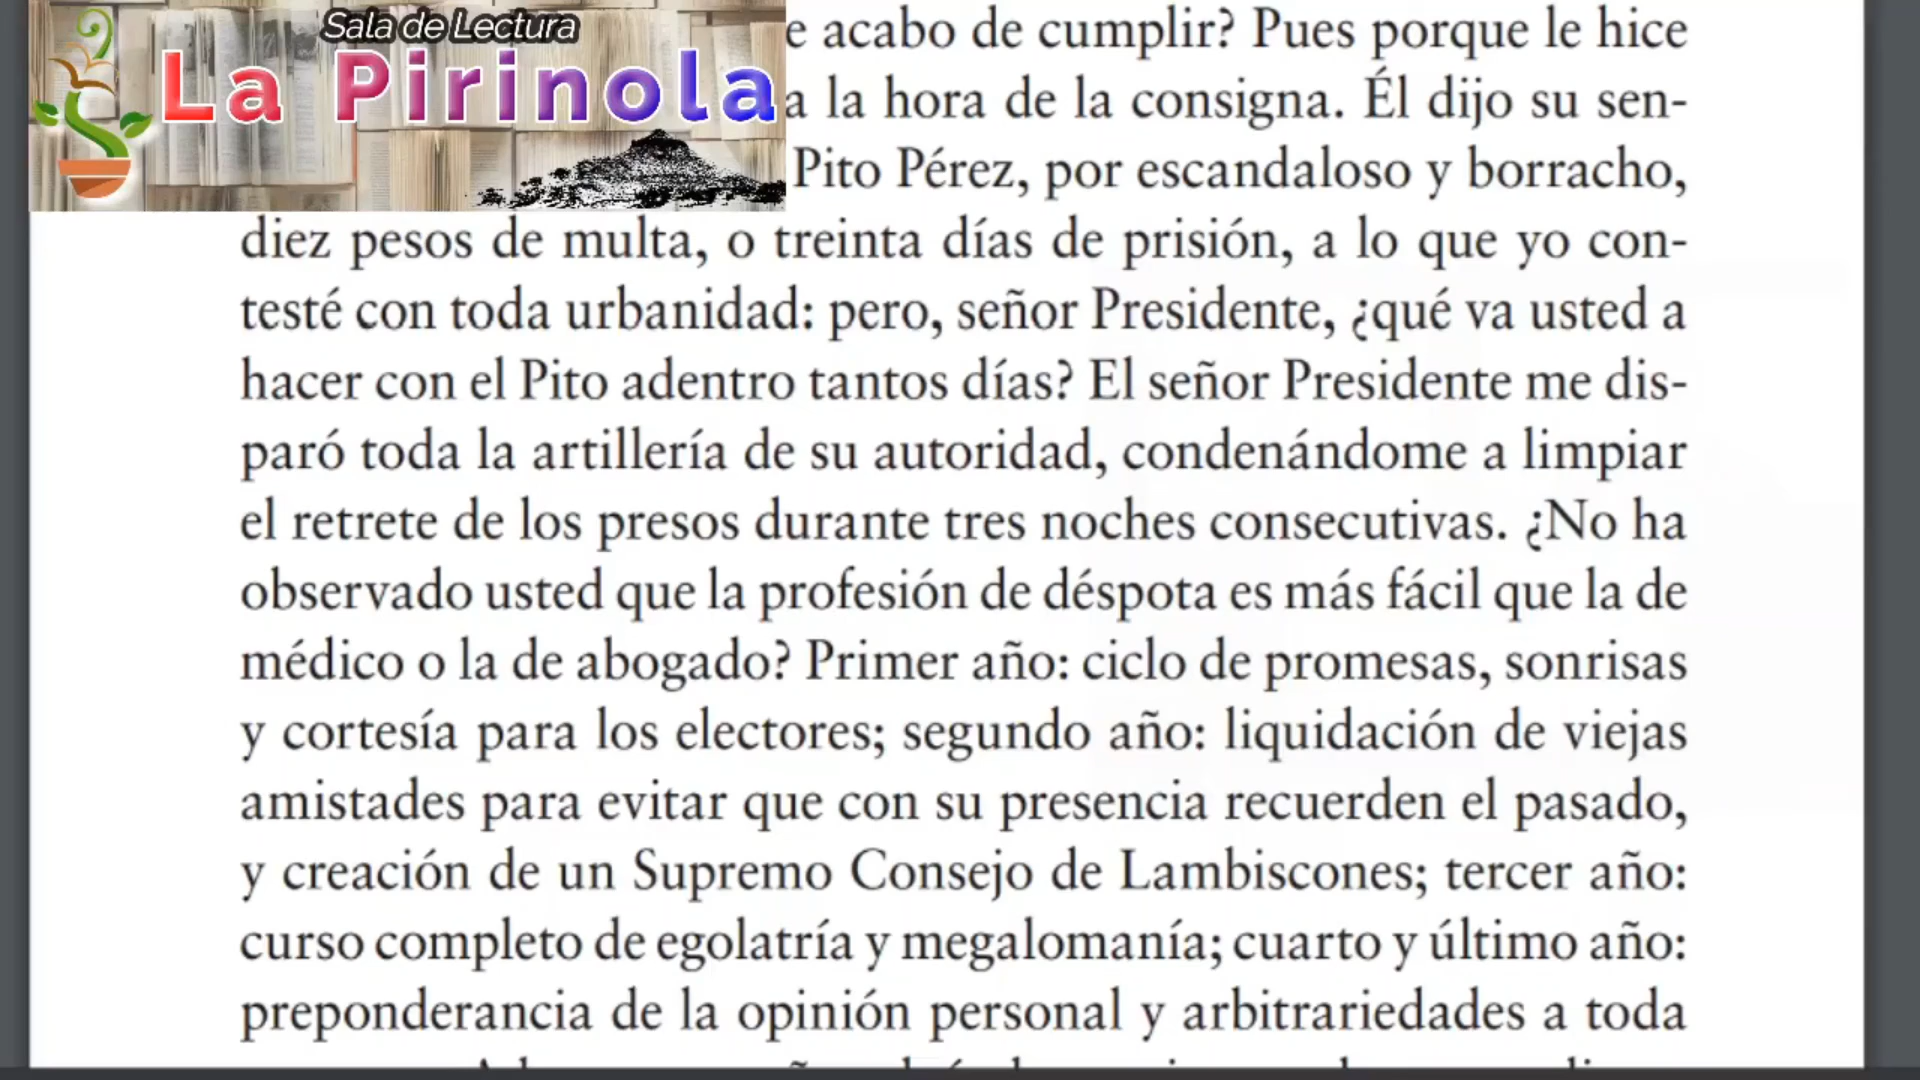 Sala de Lectura
La Pirinola
e acabo de cumplir? Pues porque le hice
a la hora de la consigna. Él dijo su sen-
Pito Pérez, por escandaloso y borracho,
diez pesos de multa, o treinta días de prisión, a lo que yo con-
testé con toda urbanidad: pero, señor Presidente, ¿qué va usted a
hacer con el Pito adentro tantos días? El señor Presidente me dis-
paró toda la artillería de su autoridad, condenándome a limpiar
el retrete de los presos durante tres noches consecutivas. ¿No ha
observado usted que la profesión de déspota es más fácil que la de
médico o la de abogado? Primer año: ciclo de promesas, sonrisas
y cortesía para los electores; segundo año: liquidación de viejas
amistades para evitar que con su presencia recuerden el pasado,
y creación de un Supremo Consejo de Lambiscones; tercer año:
curso completo de egolatría y megalomanía; cuarto y último año:
preponderancia de la opinión personal y arbitrariedades a toda